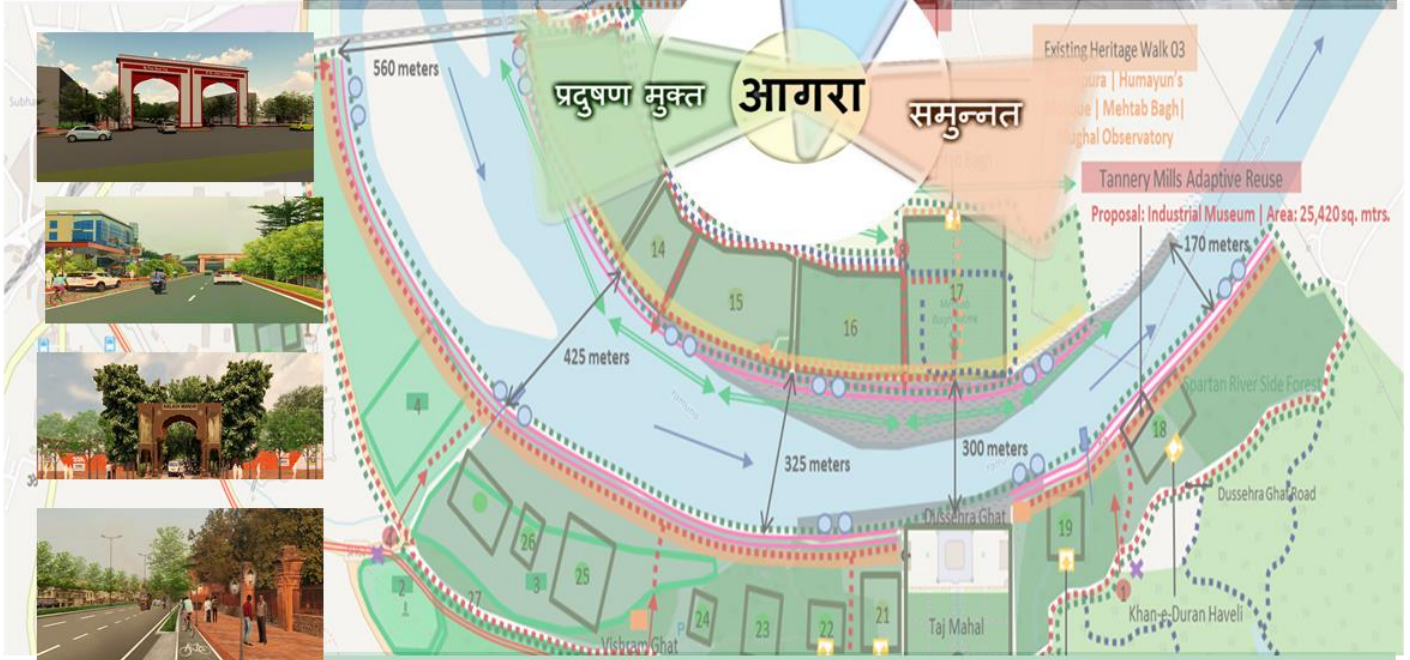 560 meters
प्रदुषण मुक्त
आगरा
समुन्नत
Existing Heritage Walk 03
Humayun's
Mehtab Bagh|
Observatory
Tannery Mills Adaptive Reuse
Proposal: Industrial Museum | Area: 25,420 sq. mtrs.
170 meters
14
15
16
17
425 meters
4
325 meters
300 meters
Spartan River Side Forest
18
Dussehra Ghat Road
Dussehra Ghat
19
26
25
3
2
27
24
23
22
21
Vishram Ghat
P
Taj Mahal
1
Khan-e-Duran Haveli